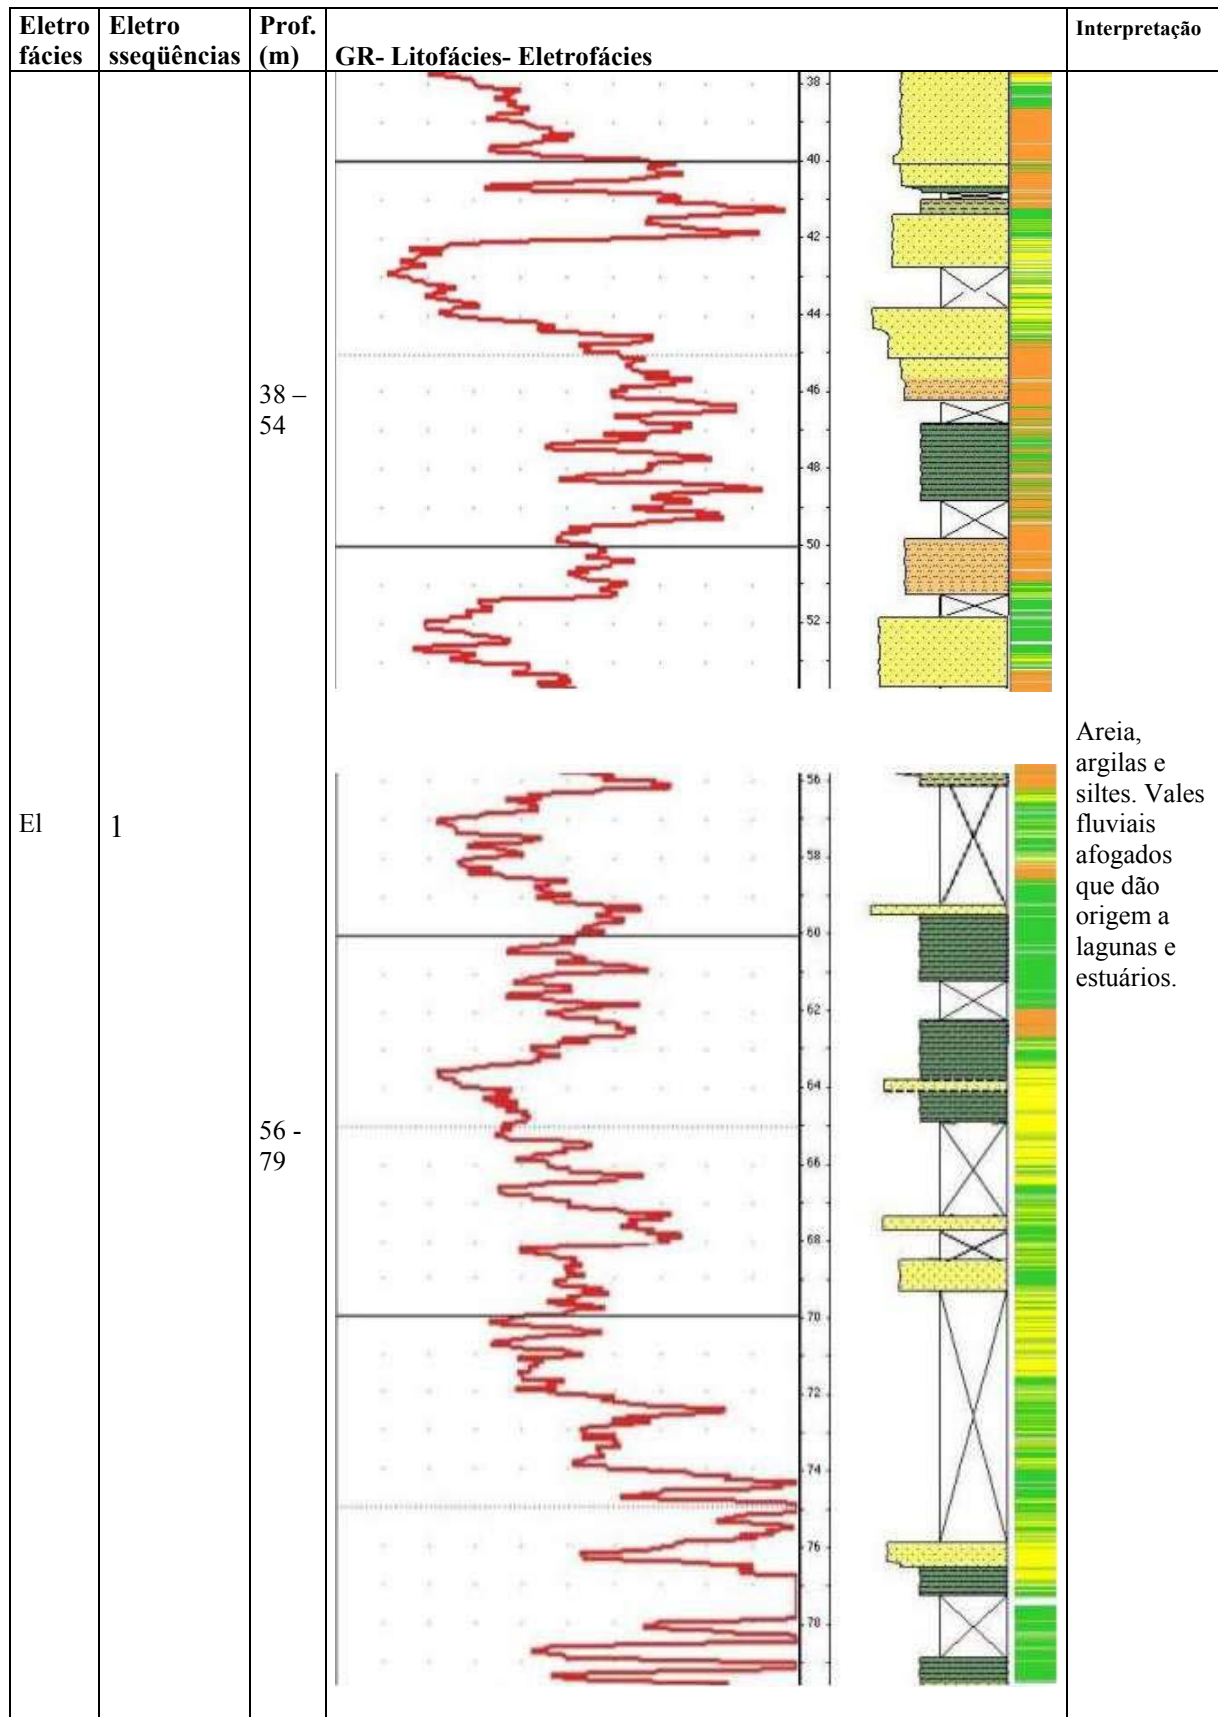 Eletro fácies
Eletro sseqüências
Prof. (m)
GR- Litofácies- Eletrofácies
Interpretação
El
1
38 –
54
38
40
42
44
46
48
50
52
56 -
79
56
58
60
62
64
66
68
70
72
74
76
78
Areia,
argilas e
siltes. Vales
fluviais
afogados
que dão
origem a
lagunas e
estuários.